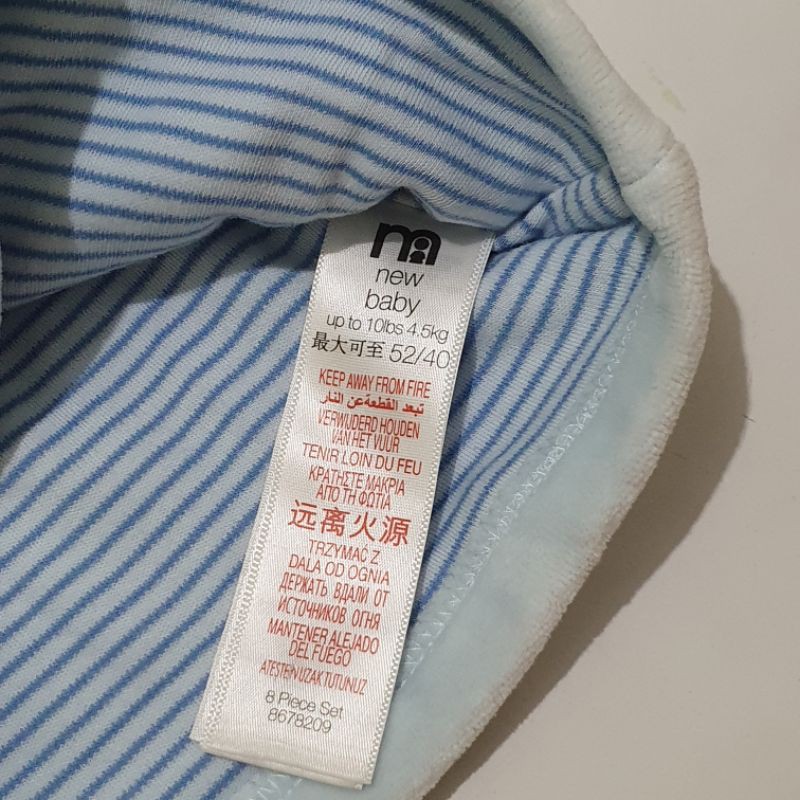 m
new
baby
up to 10lbs 4.5kg
最大可至 52/40
KEEP AWAY FROM FIRE
تبعد القطعة عن النار
VERWIJDERD HOUDEN
VAN HET VUUR
TENIR LOIN DU FEU
ΚΡΑΤΗΣΤΕ ΜΑΚΡΙΑ
ΑΠΟ ΤΗ ΦΩΤΙΑ
远离火源
TRZYMAĆ Z
DALA OD OGNIA
ДЕРЖАТЬ ВДАЛИ ОТ
ИСТОЧНИКОВ ОГНЯ
MANTENER ALEJADO
DEL FUEGO
ATEŞTEN UZAK TUTUNUZ
8 Piece Set
8678209